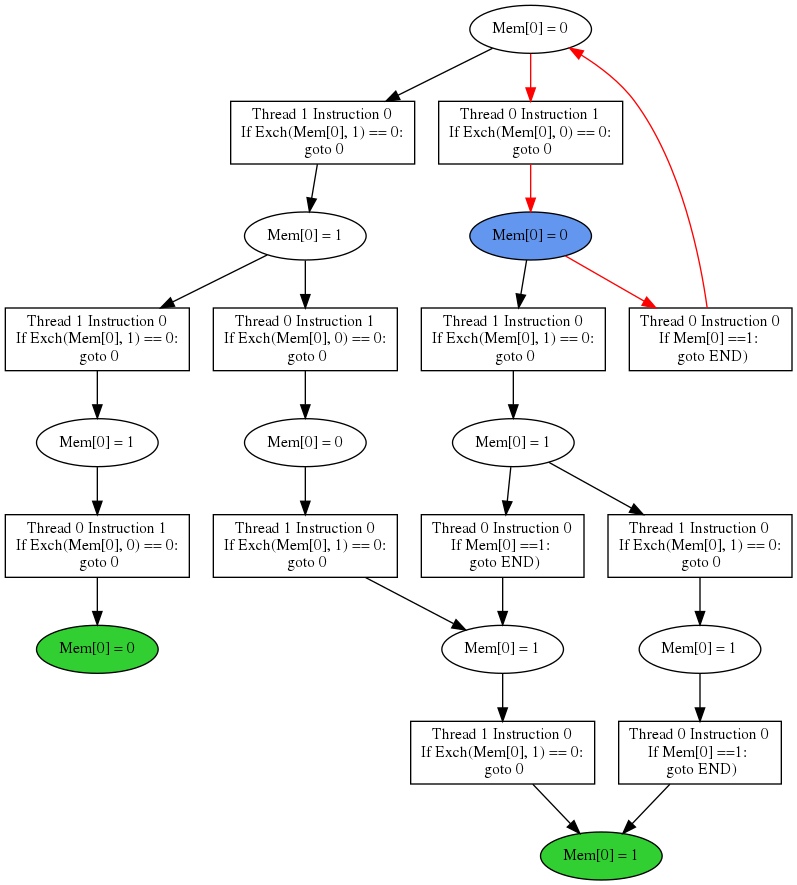 Mem[0] = 0
Thread 1 Instruction 0
If Exch(Mem[0], 1) == 0:
goto 0
Thread 0 Instruction 1
If Exch(Mem[0], 0) == 0:
goto 0
Mem[0] = 1
Mem[0] = 0
Thread 1 Instruction 0
If Exch(Mem[0], 1) == 0:
goto 0
Thread 0 Instruction 1
If Exch(Mem[0], 0) == 0:
goto 0
Thread 1 Instruction 0
If Exch(Mem[0], 1) == 0:
goto 0
Thread 0 Instruction 0
If Mem[0] ==1:
goto END)
Mem[0] = 1
Mem[0] = 0
Mem[0] = 1
Thread 0 Instruction 1
If Exch(Mem[0], 0) == 0:
goto 0
Thread 1 Instruction 0
If Exch(Mem[0], 1) == 0:
goto 0
Thread 0 Instruction 0
If Mem[0] ==1:
goto END)
Thread 1 Instruction 0
If Exch(Mem[0], 1) == 0:
goto 0
Mem[0] = 0
Mem[0] = 1
Mem[0] = 1
Thread 1 Instruction 0
If Exch(Mem[0], 1) == 0:
goto 0
Thread 0 Instruction 0
If Mem[0] ==1:
goto END)
Mem[0] = 1